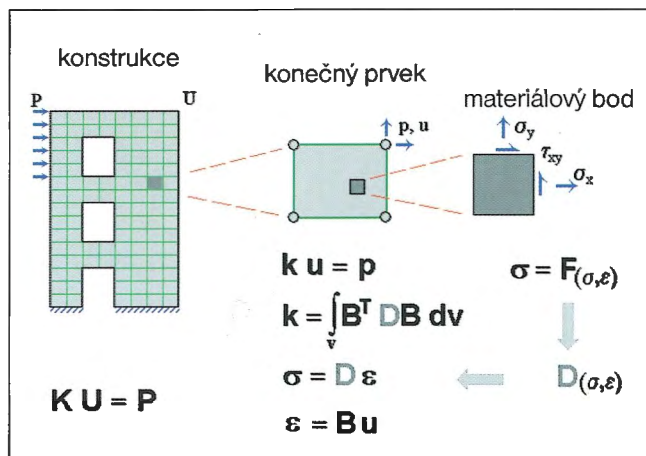 konstrukce
P
U
K U = P
konečný prvek
p, u
k u = p
k = ∫ᵥ Bᵀ DB dv
σ = D ε
ε = B u
materiálový bod
σy
τxy
σx
σ = F(σ,ε)
D(σ,ε)